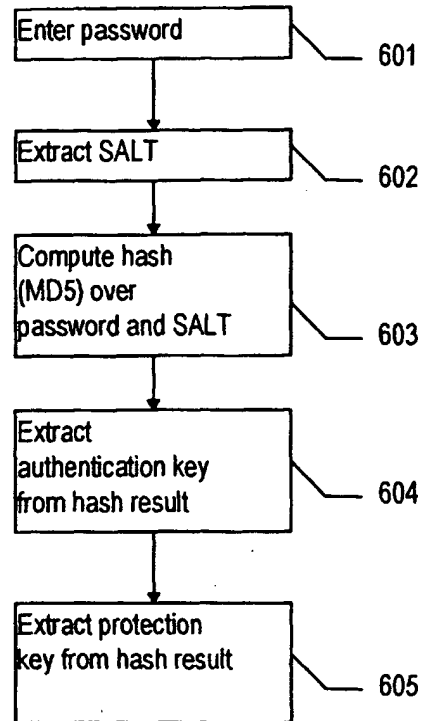 Enter password
601
Extract SALT
602
Compute hash
(MD5) over
password and SALT
603
Extract
authentication key
from hash result
604
Extract protection
key from hash result
605